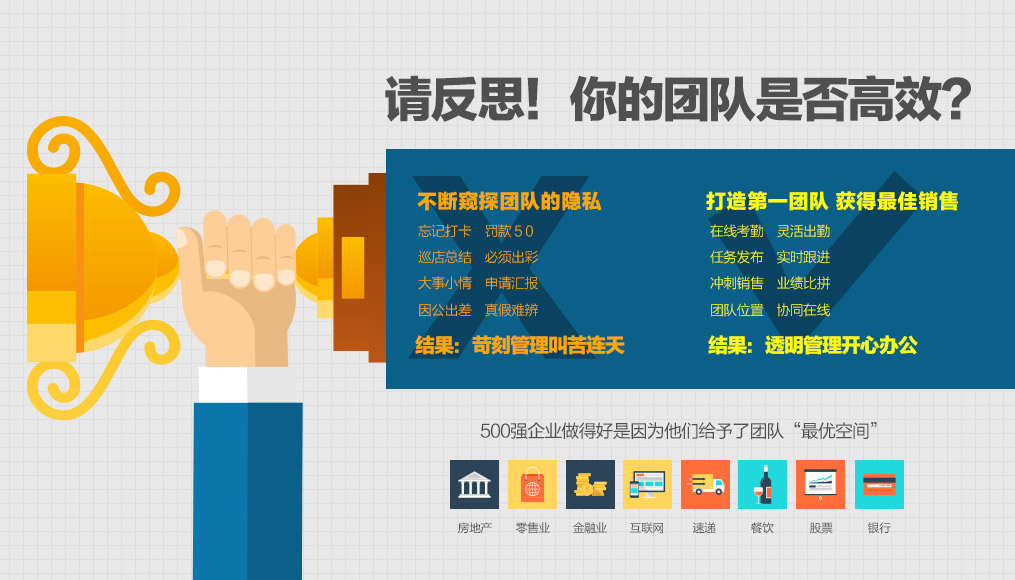 请反思！你的团队是否高效？
不断窥探团队的隐私
忘记打卡 罚款50
巡店总结 必须出彩
大事小情 申请汇报
因公出差 真假难辨
结果：苛刻管理叫苦连天
打造第一团队 获得最佳销售
在线考勤 灵活出勤
任务发布 实时跟进
冲刺销售 业绩比拼
团队位置 协同在线
结果：透明管理开心办公
500强企业做得好是因为他们给予了团队“最优空间”
房地产 零售业 金融业 互联网 速递 餐饮 股票 银行